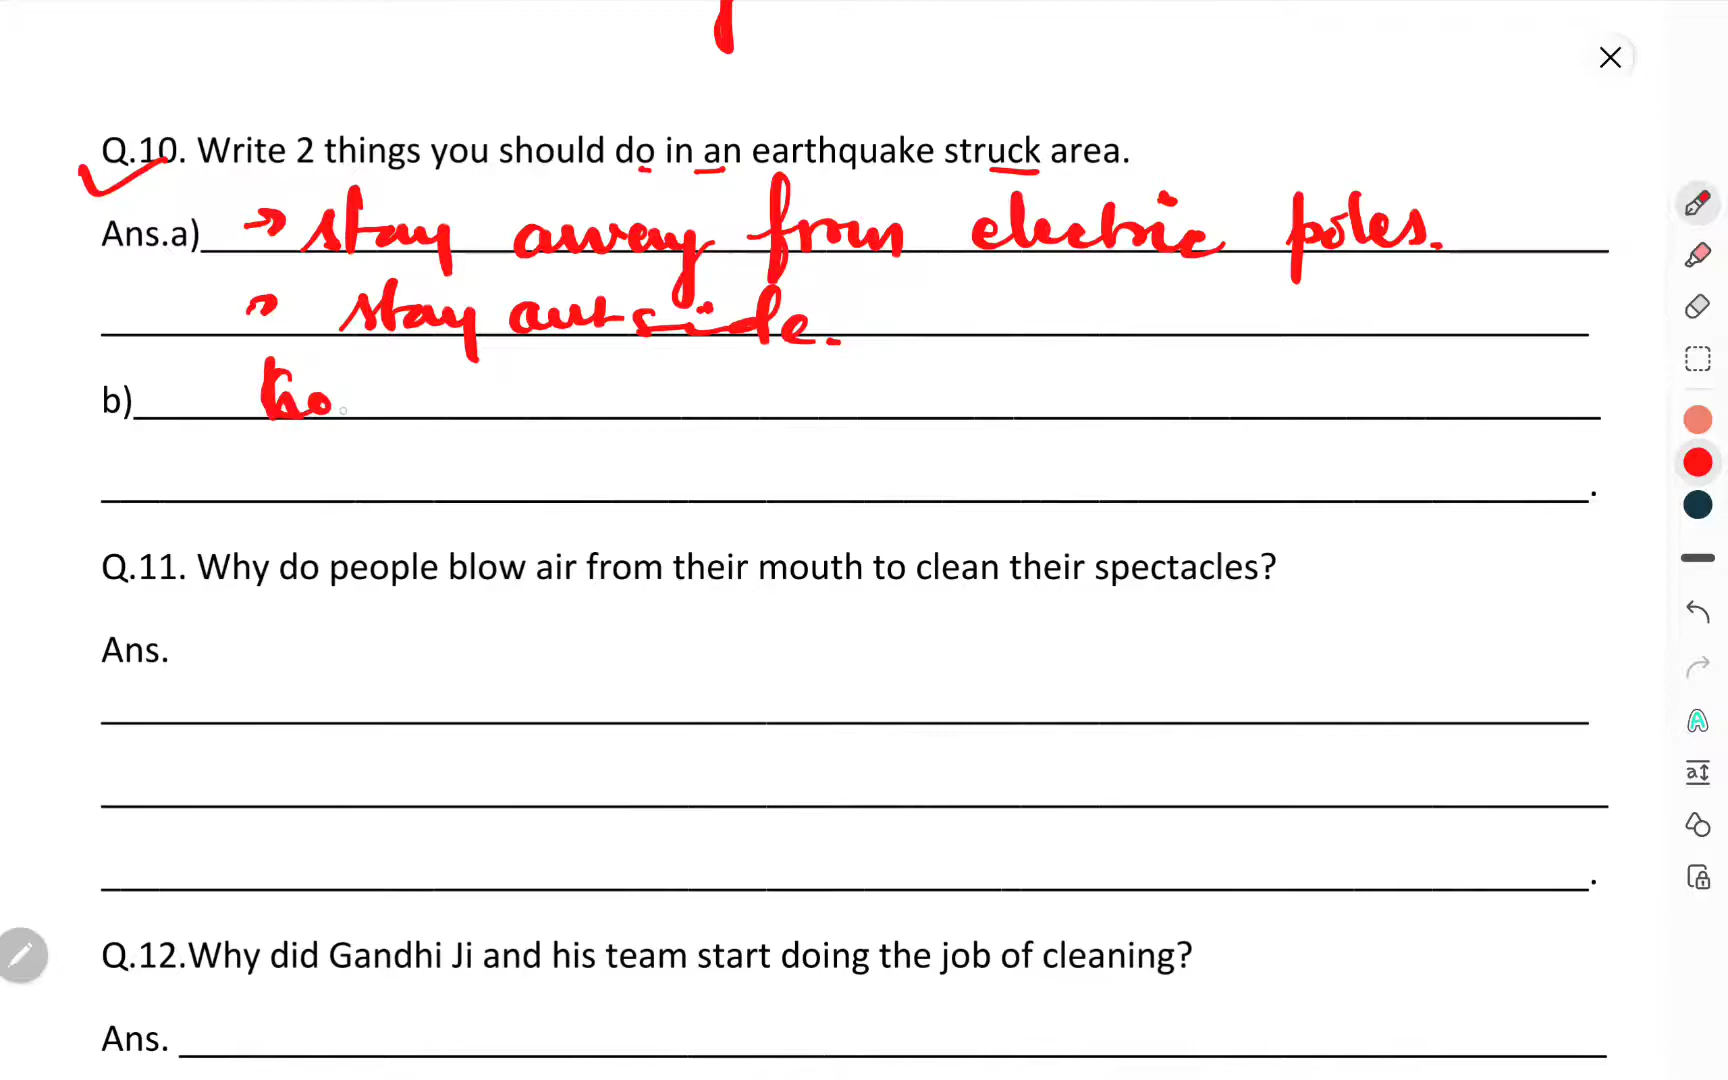 Q.10. Write 2 things you should do in an earthquake struck area.
Ans.a) → stay away from electric poles.
→ stay outside.
b)
Q.11. Why do people blow air from their mouth to clean their spectacles?
Ans.
Q.12.Why did Gandhi Ji and his team start doing the job of cleaning?
Ans.